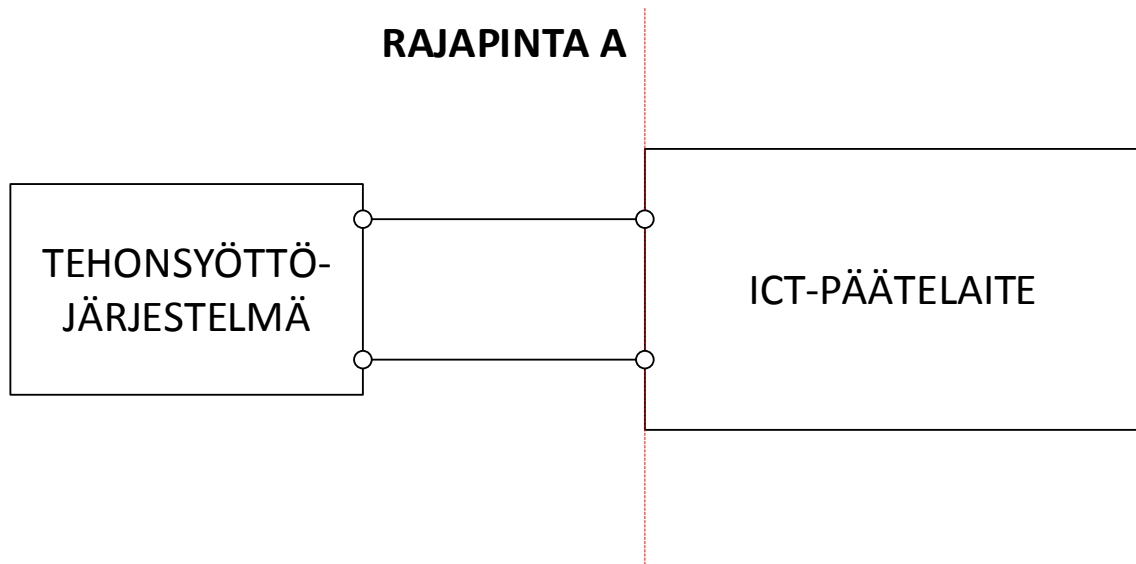 RAJAPINTA A
TEHONSYÖTTÖ-
JÄRJESTELMÄ
ICT-PÄÄTELAITE